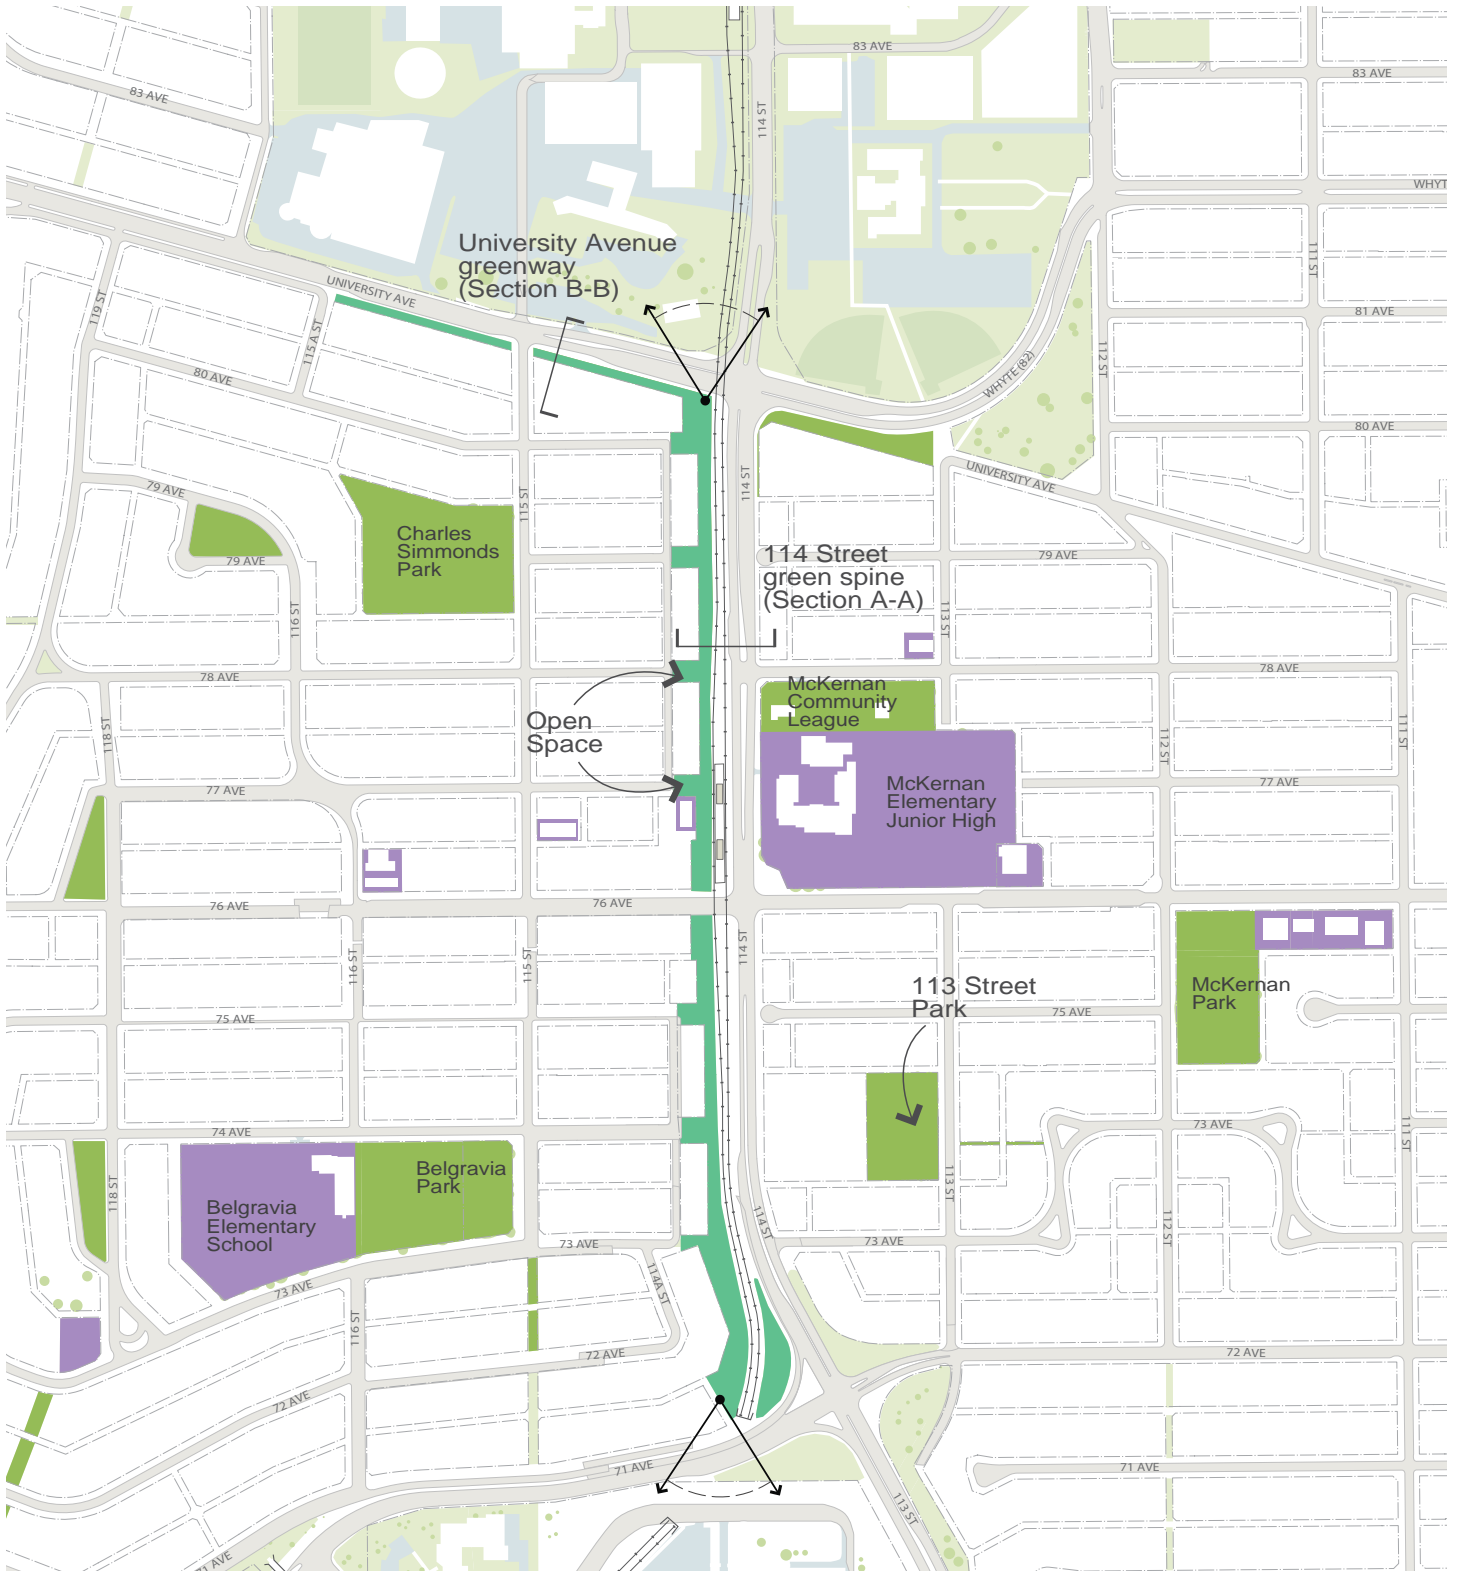 83 AVE
83 AVE
83 AVE
114 ST
WHYT
University Avenue
greenway
(Section B-B)
111 ST
119 ST
UNIVERSITY AVE
81 AVE
115 A ST
112 ST
80 AVE
WHYTE (82)
80 AVE
79 AVE
115 ST
114 ST
UNIVERSITY AVE
Charles
Simmonds
Park
79 AVE
114 Street
green spine
(Section A-A)
79 AVE
116 ST
113 ST
78 AVE
78 AVE
McKernan
Community
League
Open
Space
118 ST
112 ST
111 ST
77 AVE
McKernan
Elementary
Junior High
77 AVE
76 AVE
76 AVE
116 ST
115 ST
114 ST
113 Street
Park
McKernan
Park
75 AVE
75 AVE
74 AVE
73 AVE
111 ST
Belgravia
Park
118 ST
113 ST
Belgravia
Elementary
School
114 ST
112 ST
73 AVE
73 AVE
73 AVE
114A ST
116 ST
72 AVE
72 AVE
72 AVE
71 AVE
71 AVE
113 ST
71 AVE